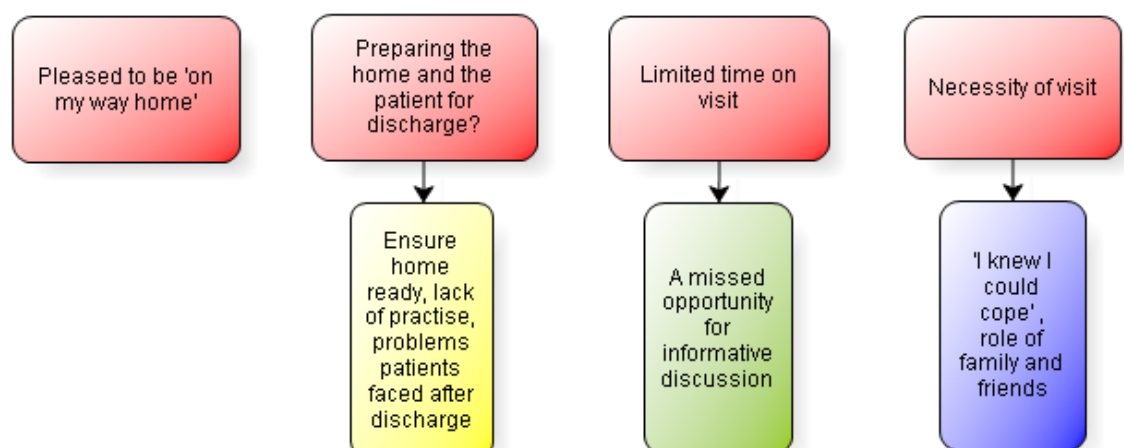 Pleased to be 'on
my way home'
Preparing the
home and the
patient for
discharge?
Limited time on
visit
Necessity of visit
Ensure
home
ready, lack
of practise,
problems
patients
faced after
discharge
A missed
opportunity
for
informative
discussion
'I knew I
could
cope' ,
role of
family and
friends